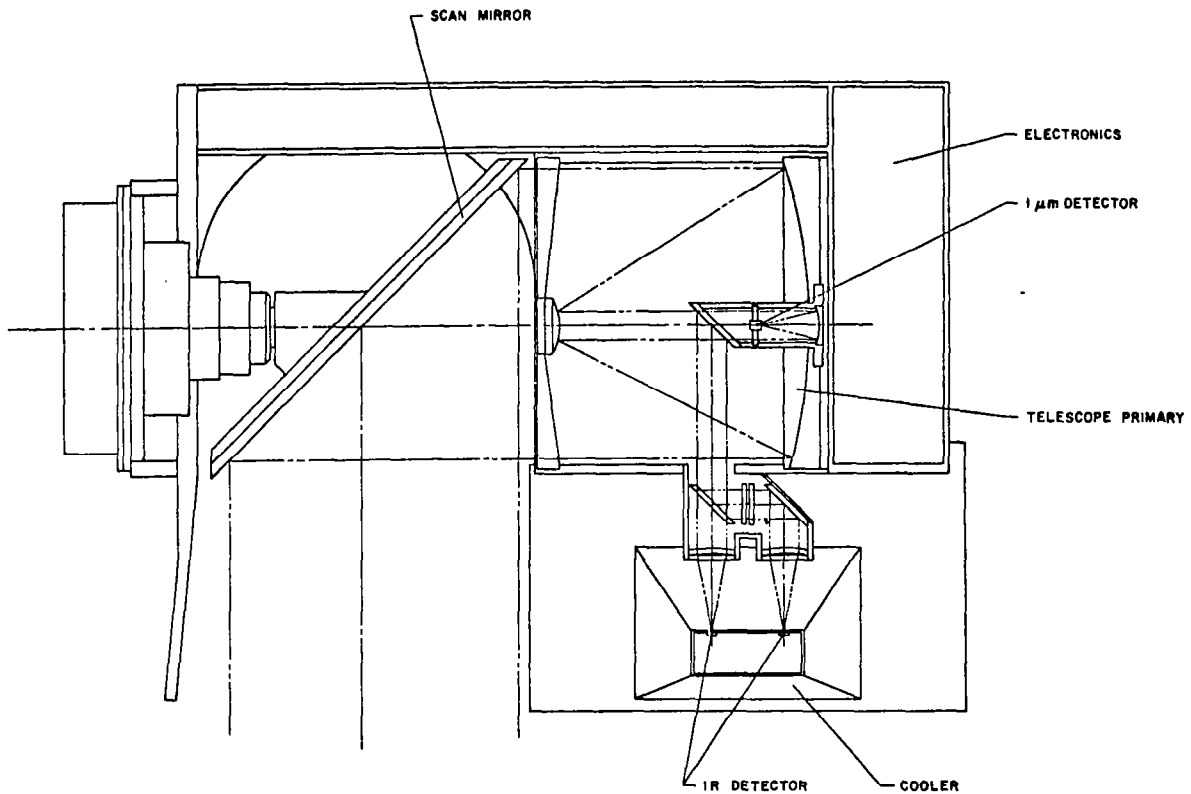 SCAN MIRROR
ELECTRONICS
1 μm DETECTOR
TELESCOPE PRIMARY
IR DETECTOR
COOLER